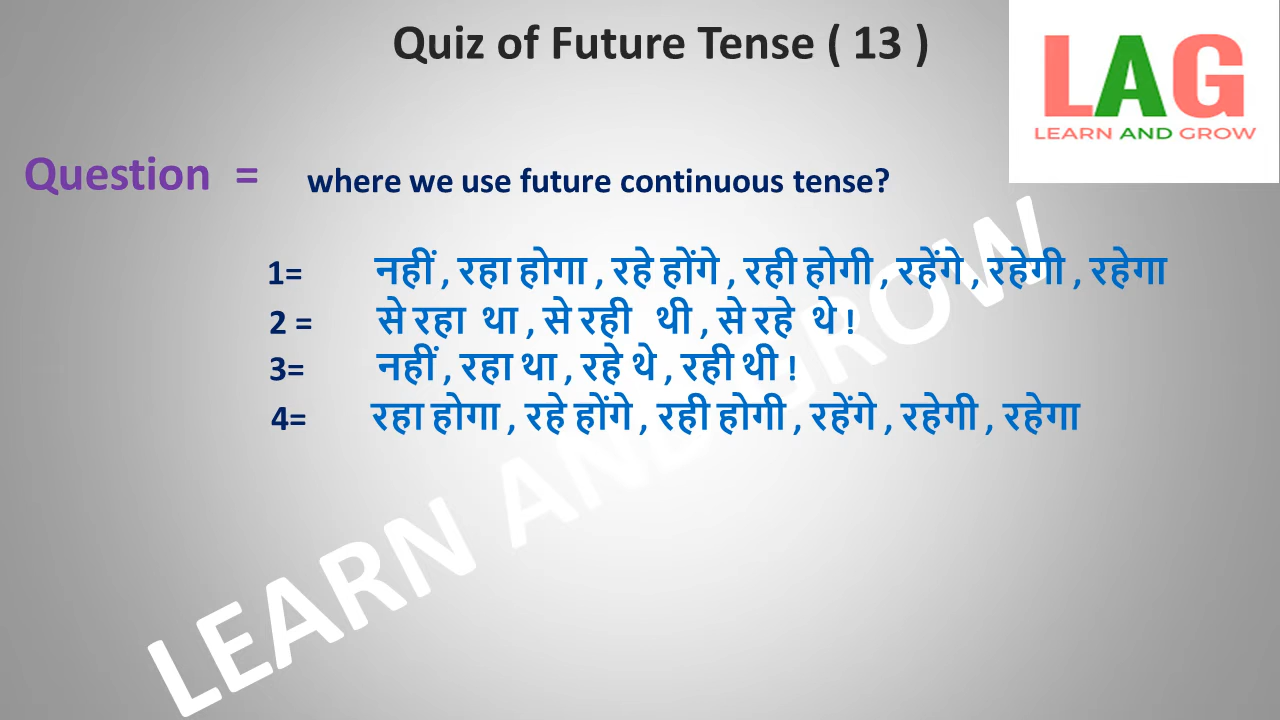 Quiz of Future Tense ( 13 )
LAG
LEARN AND GROW
Question = where we use future continuous tense?
1= नहीं , रहा होगा , रहे होंगे , रही होगी , रहेंगे , रहेगी , रहेगा
2 = से रहा था , से रही थी , से रहे थे !
3= नहीं , रहा था , रहे थे , रही थी !
4= रहा होगा , रहे होंगे , रही होगी , रहेंगे , रहेगी , रहेगा
LEARN AND GROW